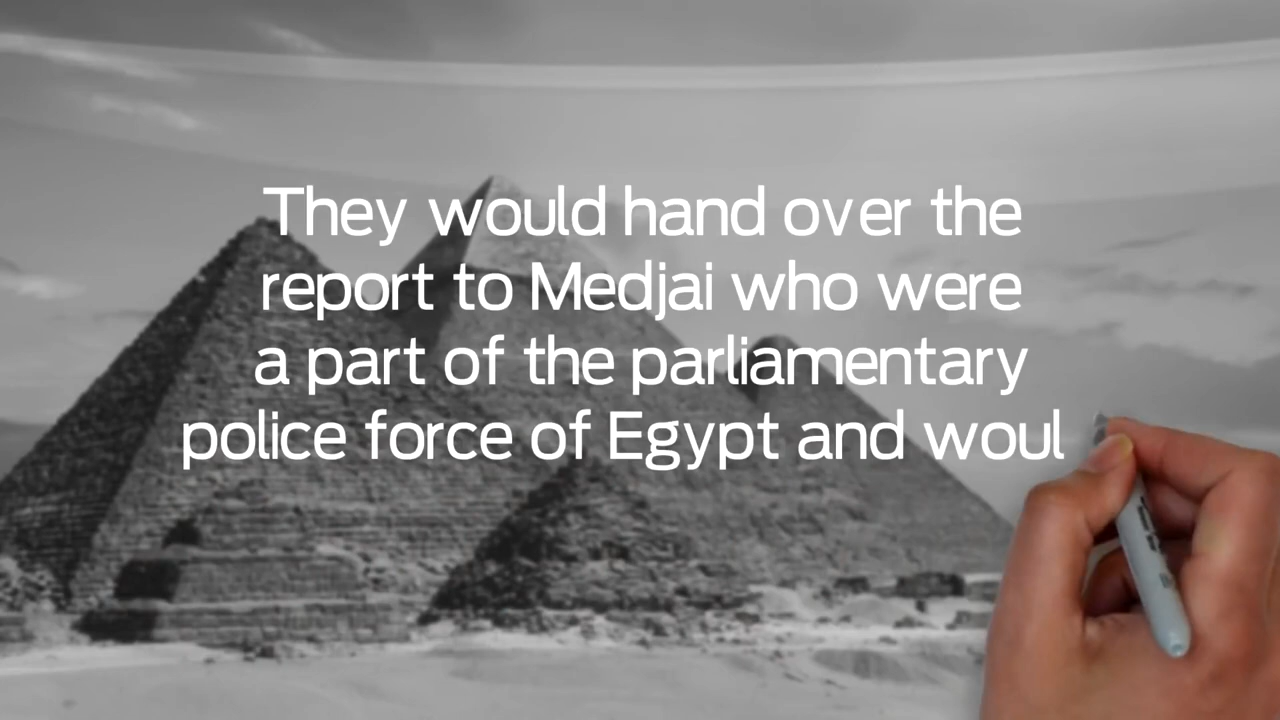 They would hand over the
report to Medjai who were
a part of the parliamentary
police force of Egypt and woul